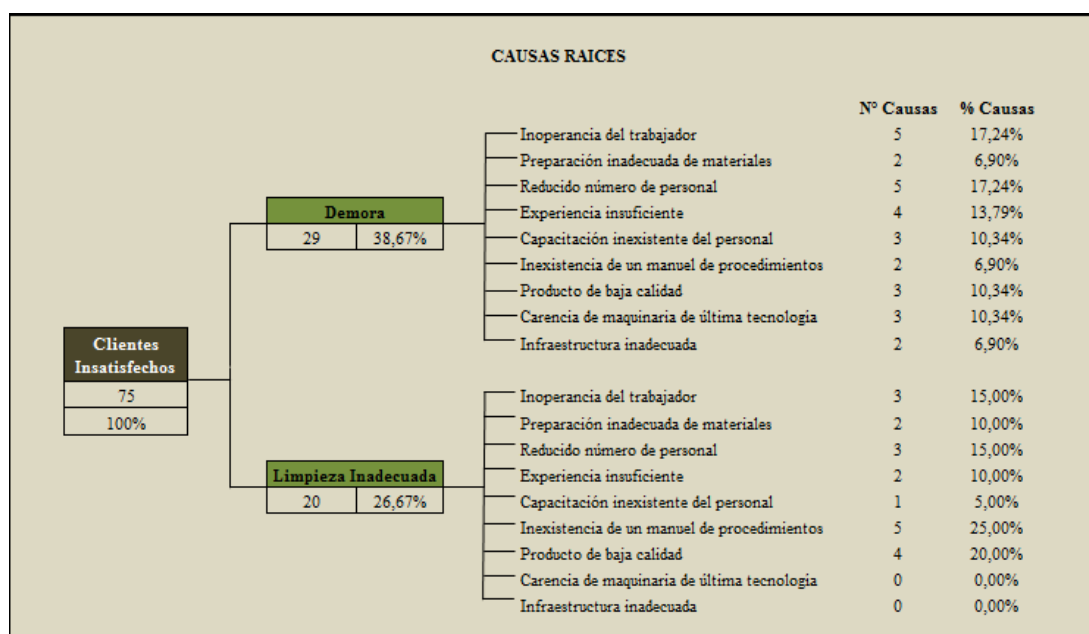 CAUSAS RAICES
N° Causas % Causas
Inoperancia del trabajador 5 17,24%
Preparación inadecuada de materiales 2 6,90%
Reducido número de personal 5 17,24%
Demora
Experiencia insuficiente 4 13,79%
29 38,67%
Capacitación inexistente del personal 3 10,34%
Inexistencia de un manuel de procedimientos 2 6,90%
Producto de baja calidad 3 10,34%
Carencia de maquinaria de última tecnologia 3 10,34%
Infraestructura inadecuada 2 6,90%
Clientes
Insatisfechos
75
100%
Inoperancia del trabajador 3 15,00%
Preparación inadecuada de materiales 2 10,00%
Reducido número de personal 3 15,00%
Limpieza Inadecuada
Experiencia insuficiente 2 10,00%
20 26,67%
Capacitación inexistente del personal 1 5,00%
Inexistencia de un manuel de procedimientos 5 25,00%
Producto de baja calidad 4 20,00%
Carencia de maquinaria de última tecnologia 0 0,00%
Infraestructura inadecuada 0 0,00%